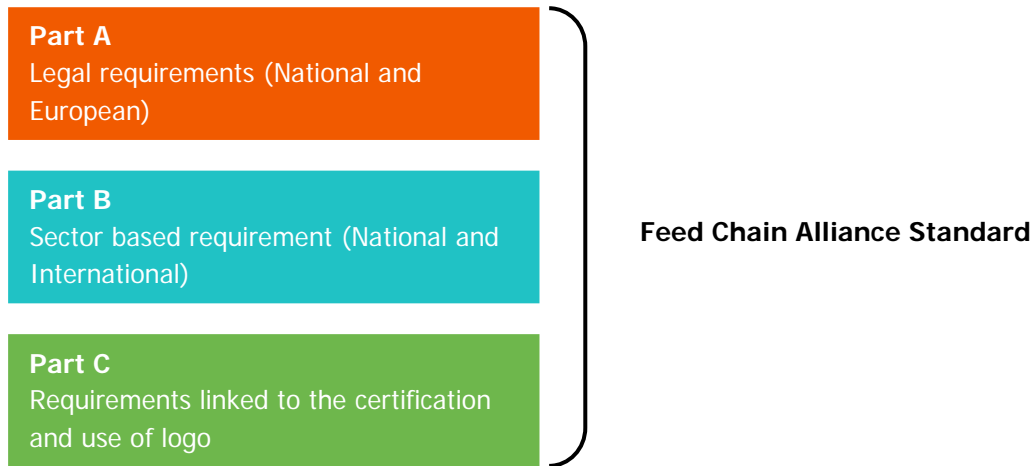 Part A
Legal requirements (National and
European)
Part B
Sector based requirement (National and
International)
Part C
Requirements linked to the certification
and use of logo
Feed Chain Alliance Standard